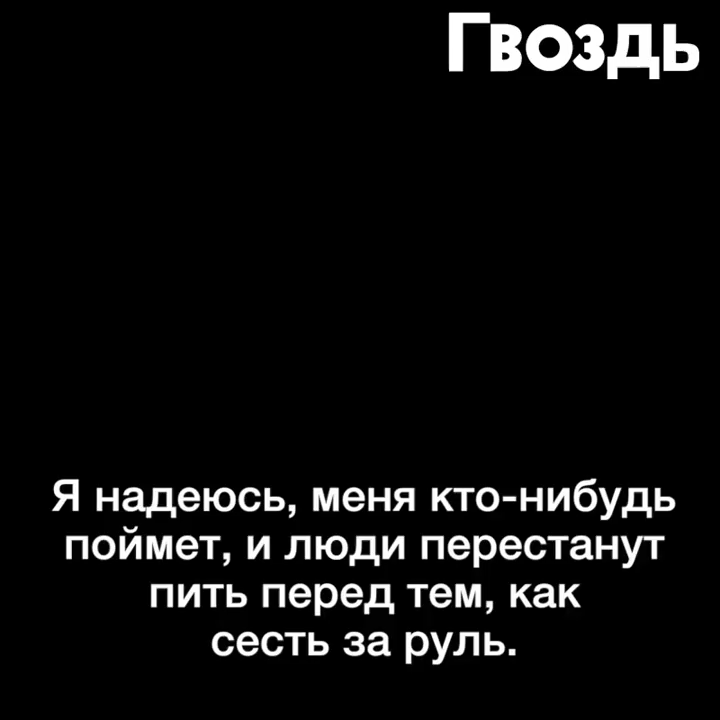 Гвоздь
Я надеюсь, меня кто-нибудь
поймет, и люди перестанут
пить перед тем, как
сесть за руль.